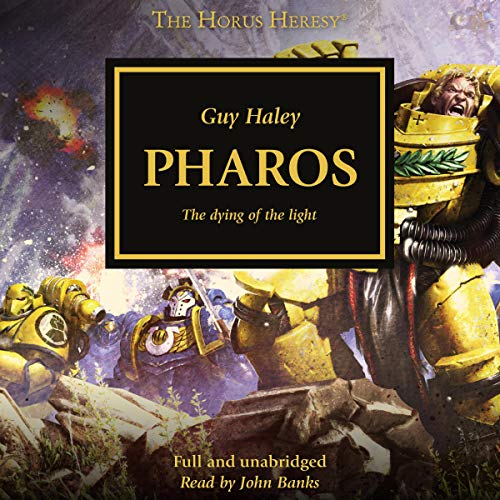 THE HORUS HERESY®
Guy Haley
PHAROS
The dying of the light
Full and unabridged
Read by John Banks